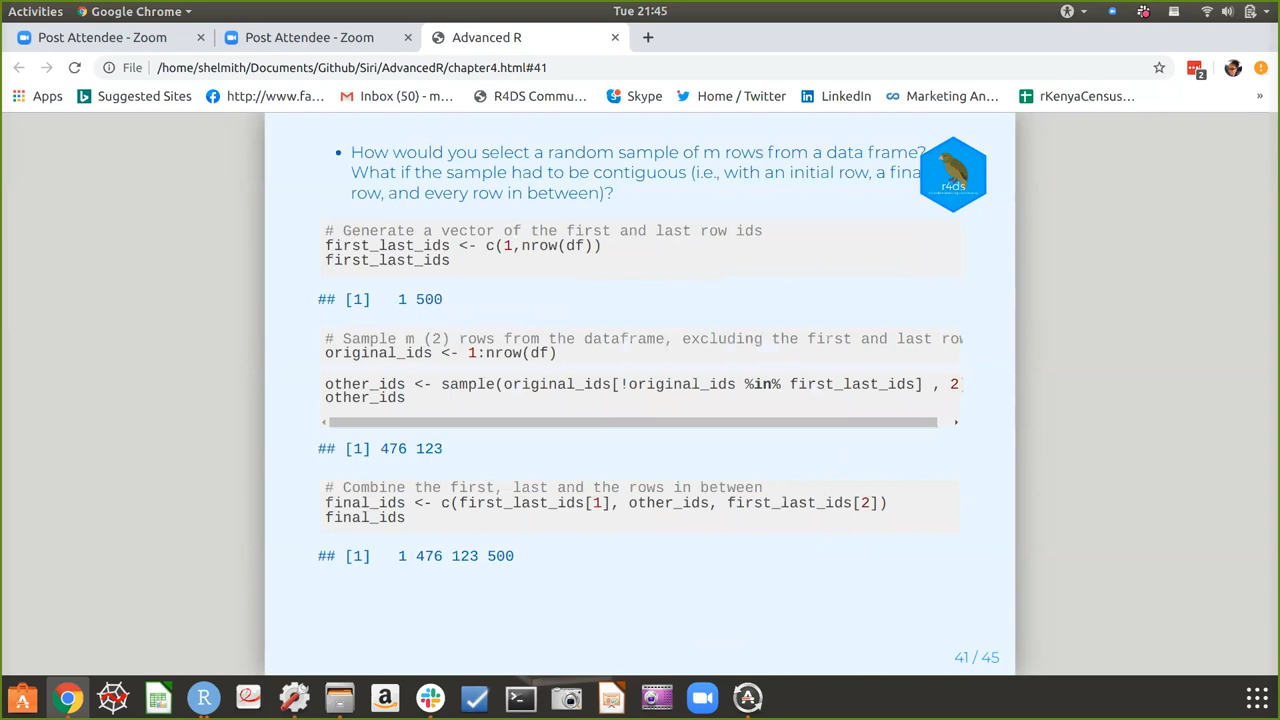 Activities
Google Chrome
Tue 21:45
Post Attendee - Zoom
Post Attendee - Zoom
Advanced R
File
/home/shelmith/Documents/Github/Siri/AdvancedR/chapter4.html#41
2
Apps
Suggested Sites
http://www.fa...
Inbox (50) - m...
R4DS Commu...
Skype
Home / Twitter
LinkedIn
Marketing An...
rKenyaCensus...
»
• How would you select a random sample of m rows from a data frame?
What if the sample had to be contiguous (i.e., with an initial row, a fina
row, and every row in between)?
r4ds
# Generate a vector of the first and last row ids
first_last_ids <- c(1,nrow(df))
first_last_ids
## [1]   1 500
# Sample m (2) rows from the dataframe, excluding the first and last row
original_ids <- 1:nrow(df)
other_ids <- sample(original_ids[!original_ids %in% first_last_ids] , 2)
other_ids
## [1] 476 123
# Combine the first, last and the rows in between
final_ids <- c(first_last_ids[1], other_ids, first_last_ids[2])
final_ids
## [1]   1 476 123 500
41 / 45